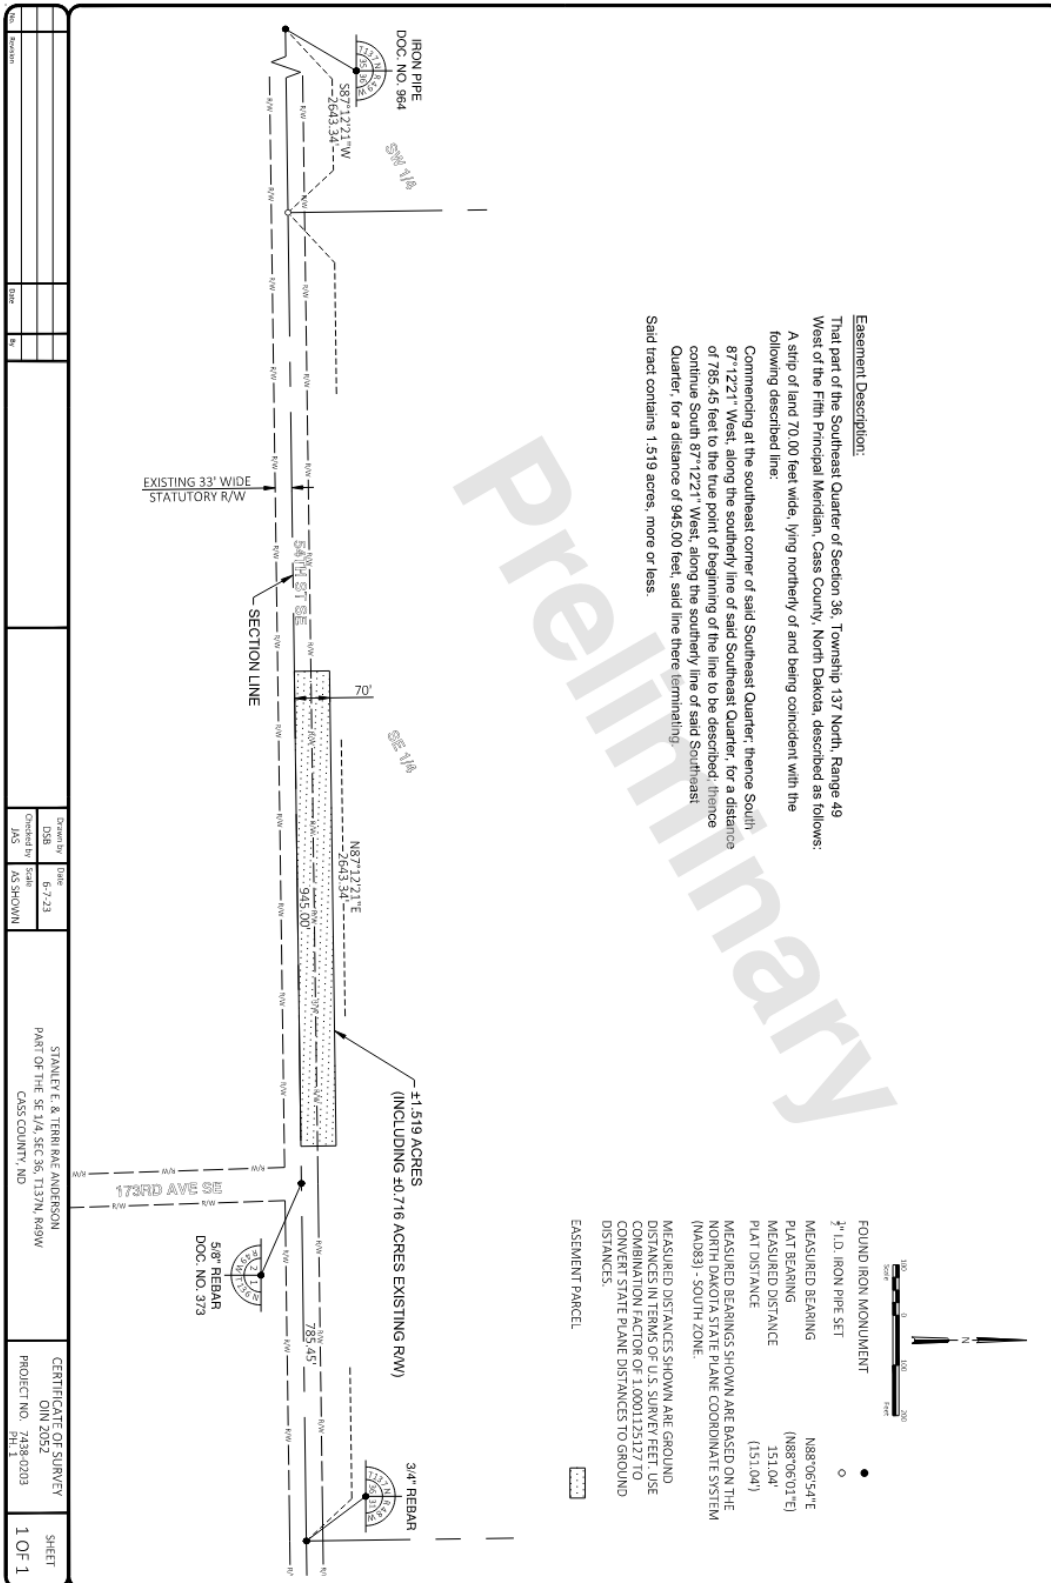 Easement Description:
That part of the Southeast Quarter of Section 36, Township 137 North, Range 49
West of the Fifth Principal Meridian, Cass County, North Dakota, described as follows:
A strip of land 70.00 feet wide, lying northerly of and being coincident with the
following described line:
Commencing at the southeast corner of said Southeast Quarter; thence South
87°12'21" West, along the southerly line of said Southeast Quarter, for a distance
of 785.45 feet to the true point of beginning of the line to be described; thence
continue South 87°12'21" West, along the southerly line of said Southeast
Quarter, for a distance of 945.00 feet, said line there terminating.
Said tract contains 1.519 acres, more or less.
Preliminary
N
100 0 100 200
Scale Feet
FOUND IRON MONUMENT
½" I.D. IRON PIPE SET
MEASURED BEARING N88°06'54"E
PLAT BEARING (N88°06'01"E)
MEASURED DISTANCE 151.04'
PLAT DISTANCE (151.04')
MEASURED BEARINGS SHOWN ARE BASED ON THE
NORTH DAKOTA STATE PLANE COORDINATE SYSTEM
(NAD83) - SOUTH ZONE.
MEASURED DISTANCES SHOWN ARE GROUND
DISTANCES IN TERMS OF U.S. SURVEY FEET. USE
COMBINATION FACTOR OF 1.0001125127 TO
CONVERT STATE PLANE DISTANCES TO GROUND
DISTANCES.
EASEMENT PARCEL
IRON PIPE
DOC. NO. 964
T137N R49W
35 36
S87°12'21"W
2643.34'
SW 1/4
EXISTING 33' WIDE
STATUTORY R/W
54TH ST SE
SECTION LINE
70'
SE 1/4
N87°12'21"E
2643.34'
945.00'
±1.519 ACRES
(INCLUDING ±0.716 ACRES EXISTING R/W)
R/W
173RD AVE SE
5/8" REBAR
DOC. NO. 373
2 1
785.45'
3/4" REBAR
36 31
No. Revision Date By
Drawn by
DSB
Date
6-7-23
Checked by
JAS
Scale
AS SHOWN
STANLEY E. & TERRI RAE ANDERSON
PART OF THE SE 1/4, SEC 36, T137N, R49W
CASS COUNTY, ND
CERTIFICATE OF SURVEY
OIN 2052
PROJECT NO. 7438-0203
PH. 1
SHEET
1 OF 1